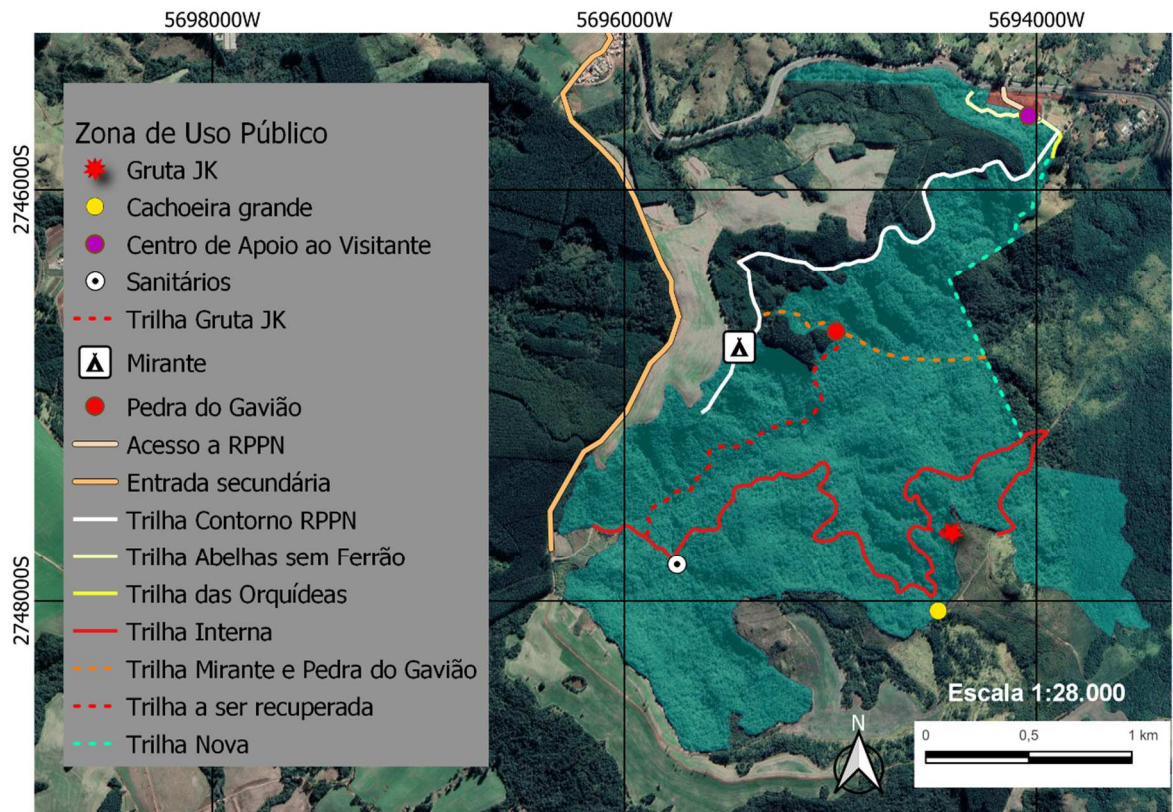 5698000W
5696000W
5694000W
2746000S
2748000S
Zona de Uso Público
Gruta JK
Cachoeira grande
Centro de Apoio ao Visitante
Sanitários
Trilha Gruta JK
Mirante
Pedra do Gavião
Acesso a RPPN
Entrada secundária
Trilha Contorno RPPN
Trilha Abelhas sem Ferrão
Trilha das Orquídeas
Trilha Interna
Trilha Mirante e Pedra do Gavião
Trilha a ser recuperada
Trilha Nova
Escala 1:28.000
N
0 0,5 1 km